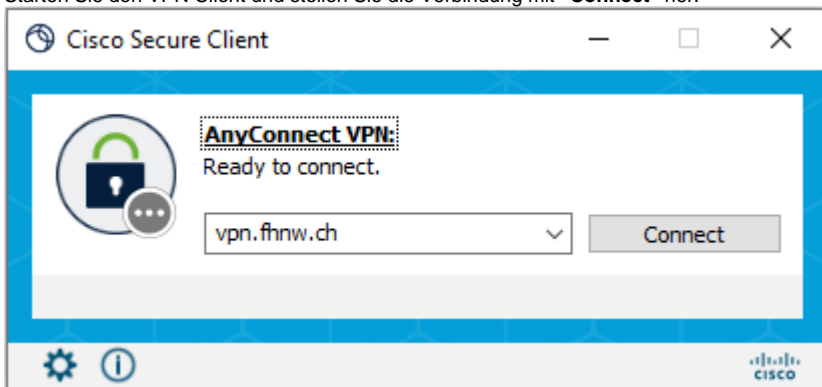 Starten Sie den VPN Client und stellen Sie die Verbindung mit "Connect" her.
Cisco Secure Client
AnyConnect VPN:
Ready to connect.
vpn.fhnw.ch
Connect
cisco